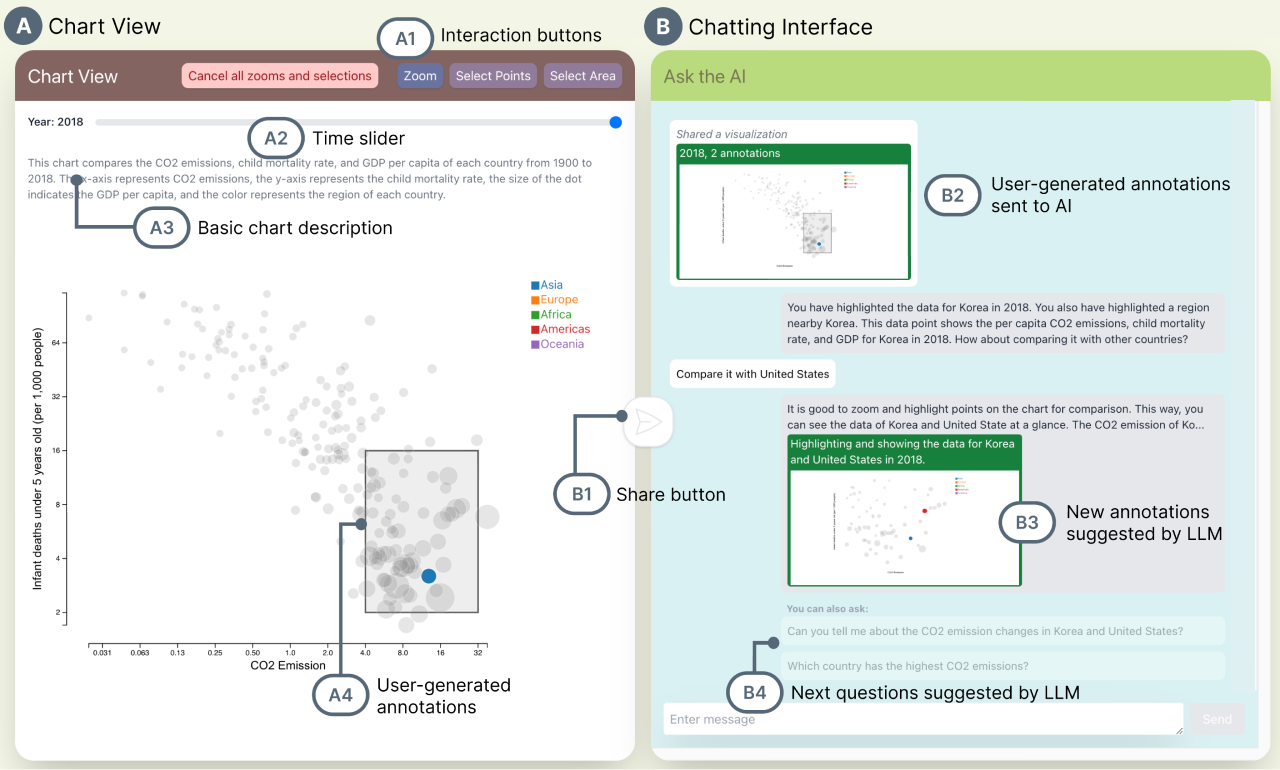 A Chart View
A1 Interaction buttons
Chart View
Cancel all zooms and selections
Zoom
Select Points
Select Area
Year: 2018
A2 Time slider
This chart compares the CO2 emissions, child mortality rate, and GDP per capita of each country from 1900 to
2018. The x-axis represents CO2 emissions, the y-axis represents the child mortality rate, the size of the dot
indicates the GDP per capita, and the color represents the region of each country.
A3 Basic chart description
Asia
Europe
Africa
Americas
Oceania
Infant deaths under 5 years old (per 1,000 people)
64
32
16
8
4
2
0.031 0.063 0.13 0.25 0.50 1.0 2.0 4.0 8.0 16 32
CO2 Emission
A4 User-generated
annotations
B1 Share button
B Chatting Interface
Ask the AI
Shared a visualization
2018, 2 annotations
B2 User-generated annotations
sent to AI
You have highlighted the data for Korea in 2018. You also have highlighted a region
nearby Korea. This data point shows the per capita CO2 emissions, child mortality
rate, and GDP for Korea in 2018. How about comparing it with other countries?
Compare it with United States
It is good to zoom and highlight points on the chart for comparison. This way, you
can see the data of Korea and United State at a glance. The CO2 emission of Ko...
Highlighting and showing the data for Korea
and United States in 2018.
B3 New annotations
suggested by LLM
You can also ask:
Can you tell me about the CO2 emission changes in Korea and United States?
Which country has the highest CO2 emissions?
B4 Next questions suggested by LLM
Enter message
Send